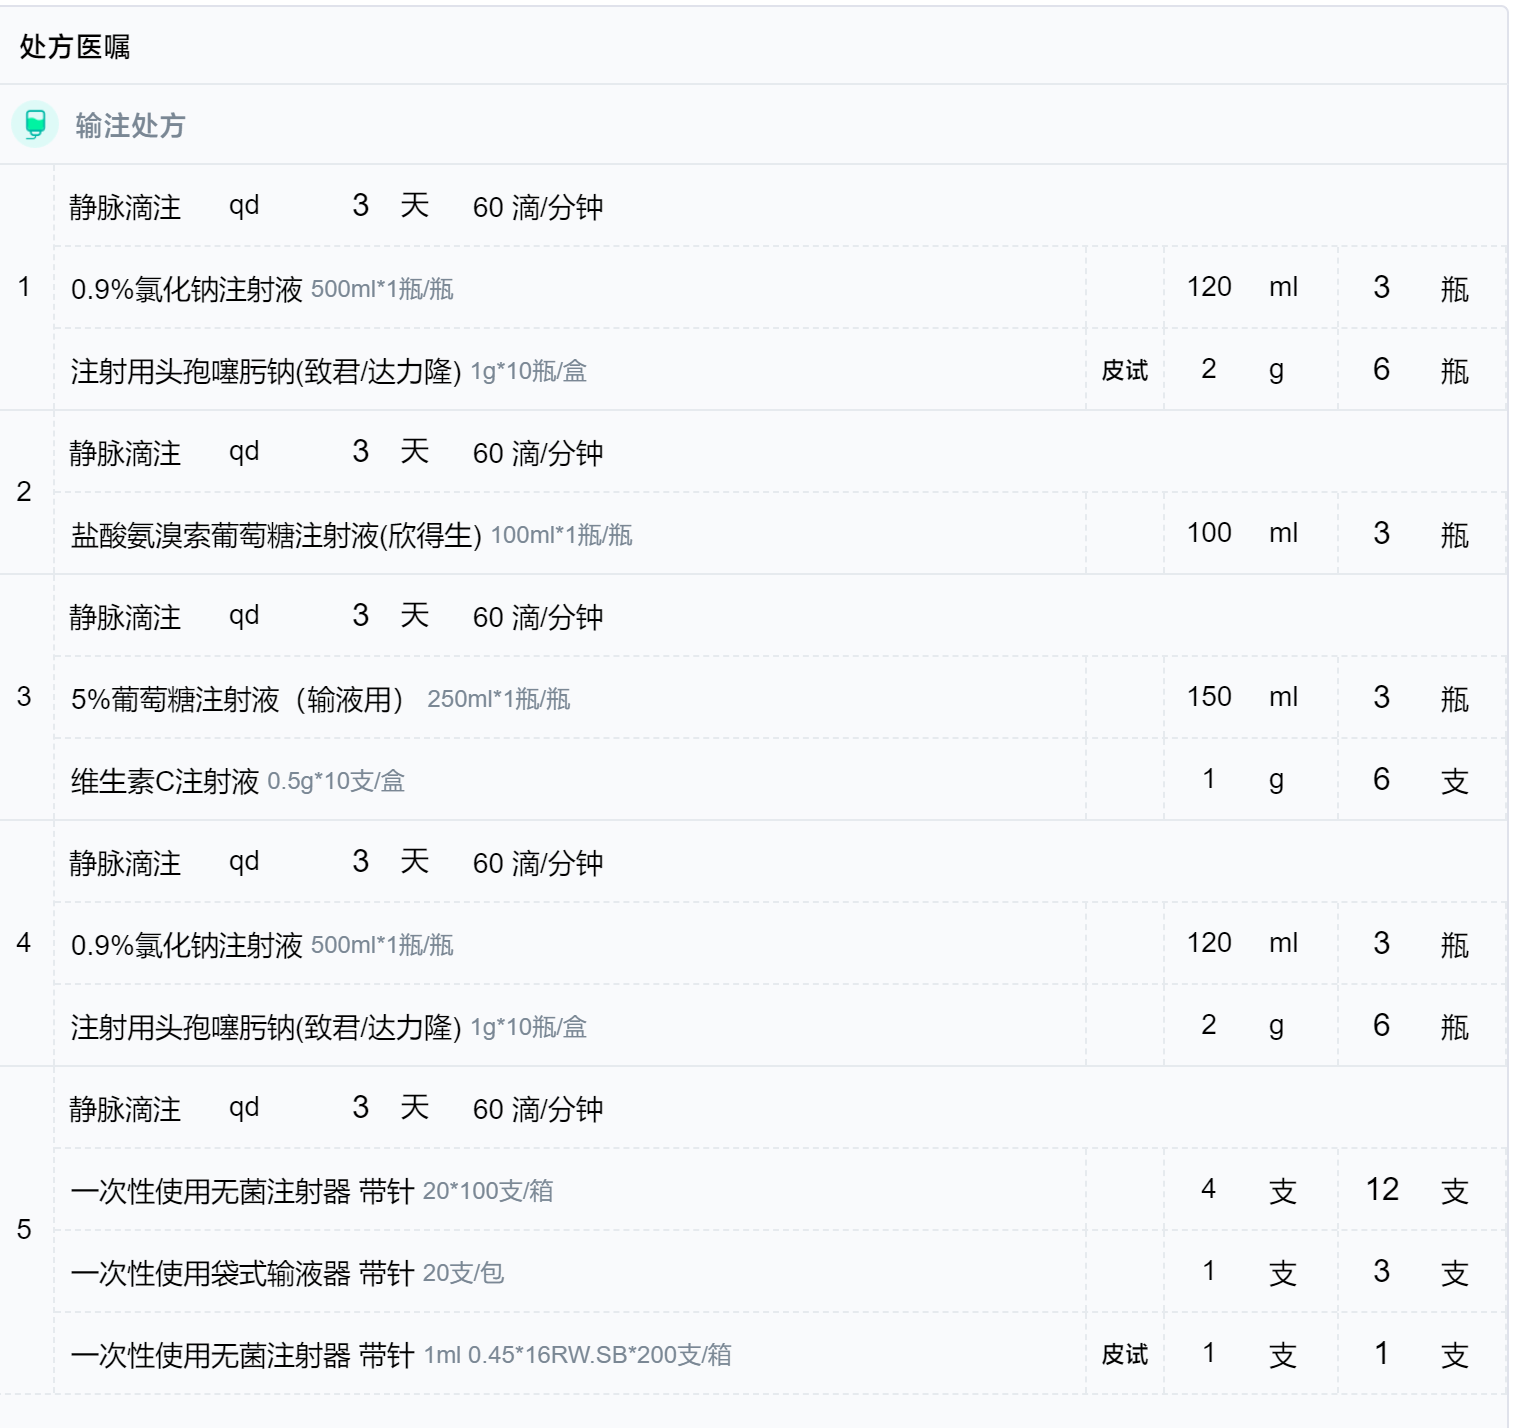 处方医嘱
输注处方
静脉滴注 qd 3 天 60 滴/分钟
1
0.9%氯化钠注射液 500ml*1瓶/瓶 120 ml 3 瓶
注射用头孢噻肟钠(致君/达力隆) 1g*10瓶/盒 皮试 2 g 6 瓶
静脉滴注 qd 3 天 60 滴/分钟
2
盐酸氨溴索葡萄糖注射液(欣得生) 100ml*1瓶/瓶 100 ml 3 瓶
静脉滴注 qd 3 天 60 滴/分钟
3
5%葡萄糖注射液（输液用） 250ml*1瓶/瓶 150 ml 3 瓶
维生素C注射液 0.5g*10支/盒 1 g 6 支
静脉滴注 qd 3 天 60 滴/分钟
4
0.9%氯化钠注射液 500ml*1瓶/瓶 120 ml 3 瓶
注射用头孢噻肟钠(致君/达力隆) 1g*10瓶/盒 2 g 6 瓶
静脉滴注 qd 3 天 60 滴/分钟
一次性使用无菌注射器 带针 20*100支/箱 4 支 12 支
5
一次性使用袋式输液器 带针 20支/包 1 支 3 支
一次性使用无菌注射器 带针 1ml 0.45*16RW.SB*200支/箱 皮试 1 支 1 支